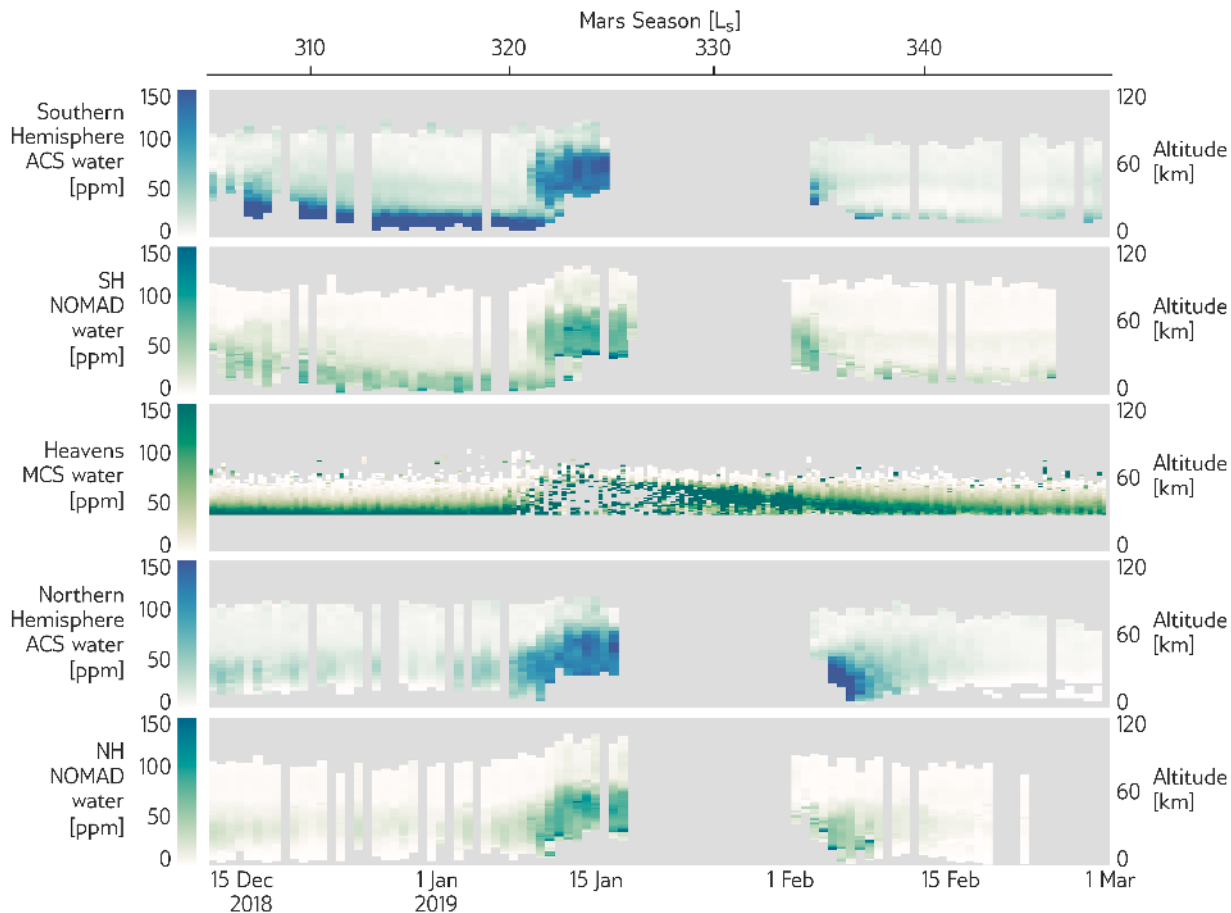 Mars Season [Ls]
310 320 330 340
Southern
Hemisphere
ACS water
[ppm]
150
100
50
0
120
60
0
Altitude
[km]
SH
NOMAD
water
[ppm]
150
100
50
0
120
60
0
Altitude
[km]
Heavens
MCS water
[ppm]
150
100
50
0
120
60
0
Altitude
[km]
Northern
Hemisphere
ACS water
[ppm]
150
100
50
0
120
60
0
Altitude
[km]
NH
NOMAD
water
[ppm]
150
100
50
0
120
60
0
Altitude
[km]
15 Dec 1 Jan 15 Jan 1 Feb 15 Feb 1 Mar
2018 2019